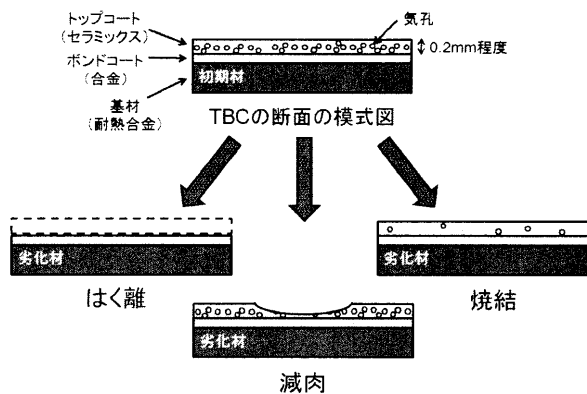 トップコート
(セラミックス)
ボンドコート
(合金)
基材
(耐熱合金)
気孔
0.2mm程度
初期材
TBCの断面の模式図
劣化材
はく離
劣化材
焼結
劣化材
減肉